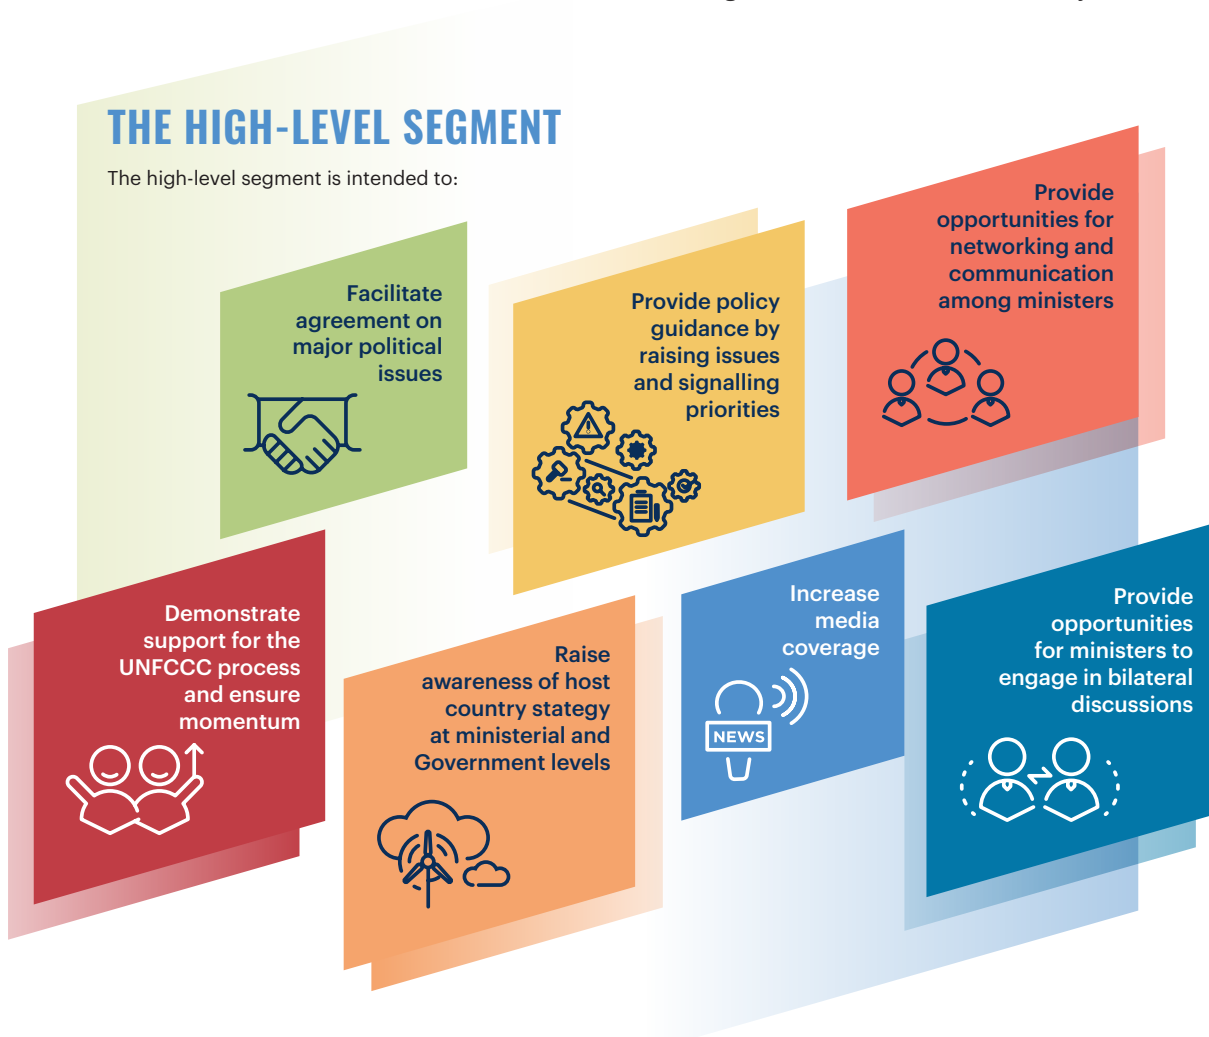 THE HIGH-LEVEL SEGMENT
The high-level segment is intended to:
Facilitate
agreement on
major political
issues
Provide policy
guidance by
raising issues
and signalling
priorities
Provide
opportunities for
networking and
communication
among ministers
Demonstrate
support for the
UNFCCC process
and ensure
momentum
Raise
awareness of host
country stategy
at ministerial and
Government levels
Increase
media
coverage
NEWS
Provide
opportunities
for ministers to
engage in bilateral
discussions